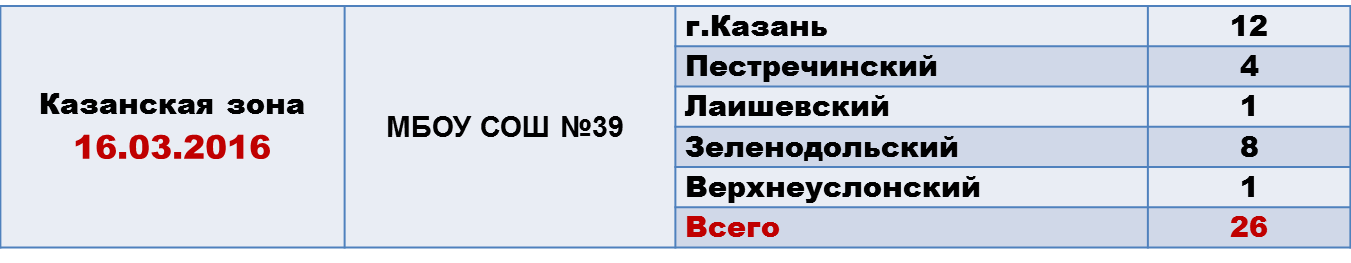 Казанская зона
16.03.2016
МБОУ СОШ №39
г.Казань 12
Пестречинский 4
Лаишевский 1
Зеленодольский 8
Верхнеуслонский 1
Всего 26